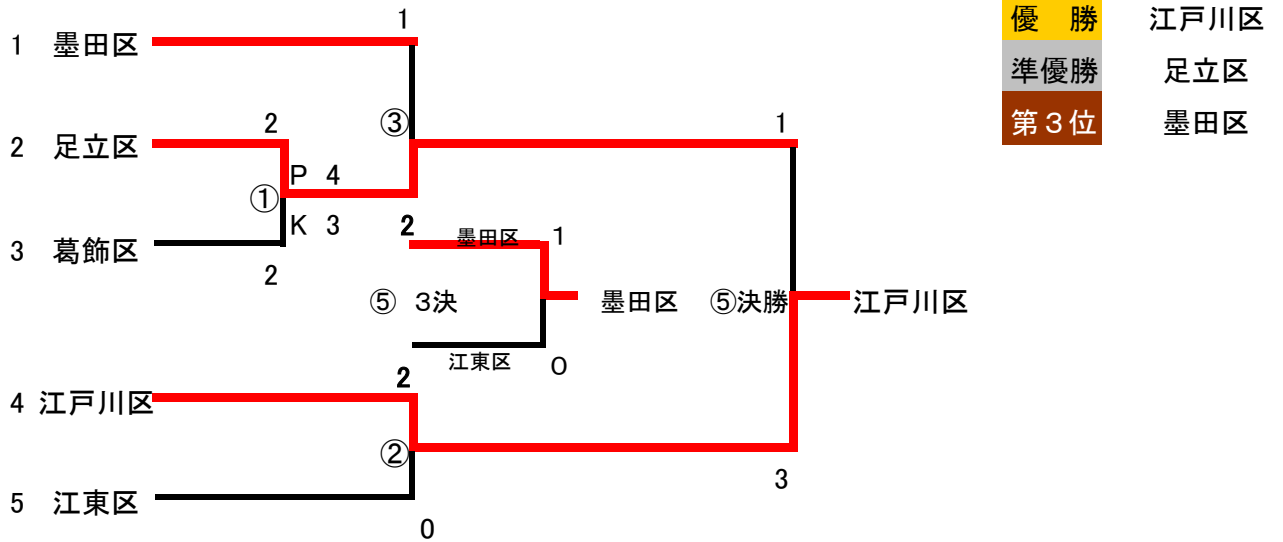 優　勝　江戸川区
準優勝　足立区
第３位　墨田区
1
1　墨田区
③
2
2　足立区
1
P 4
①
K 3
2
3　葛飾区
2
墨田区
1
⑤　３決
墨田区
⑤決勝
江戸川区
江東区
0
2
4 江戸川区
②
3
5　江東区
0